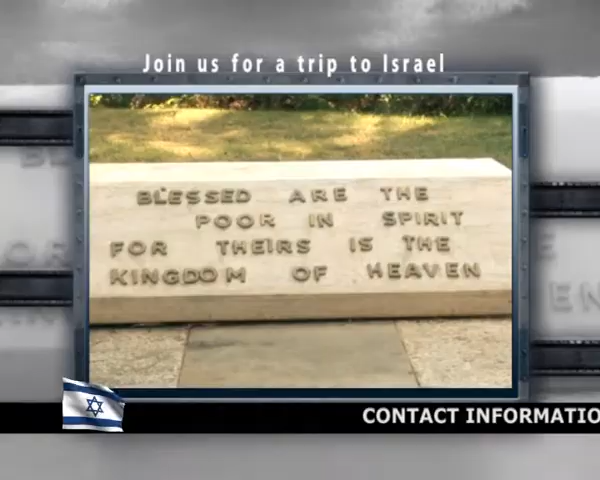 Join us for a trip to Israel
BLESSED ARE THE
POOR IN SPIRIT
FOR THEIRS IS THE
KINGDOM OF HEAVEN
CONTACT INFORMATIO